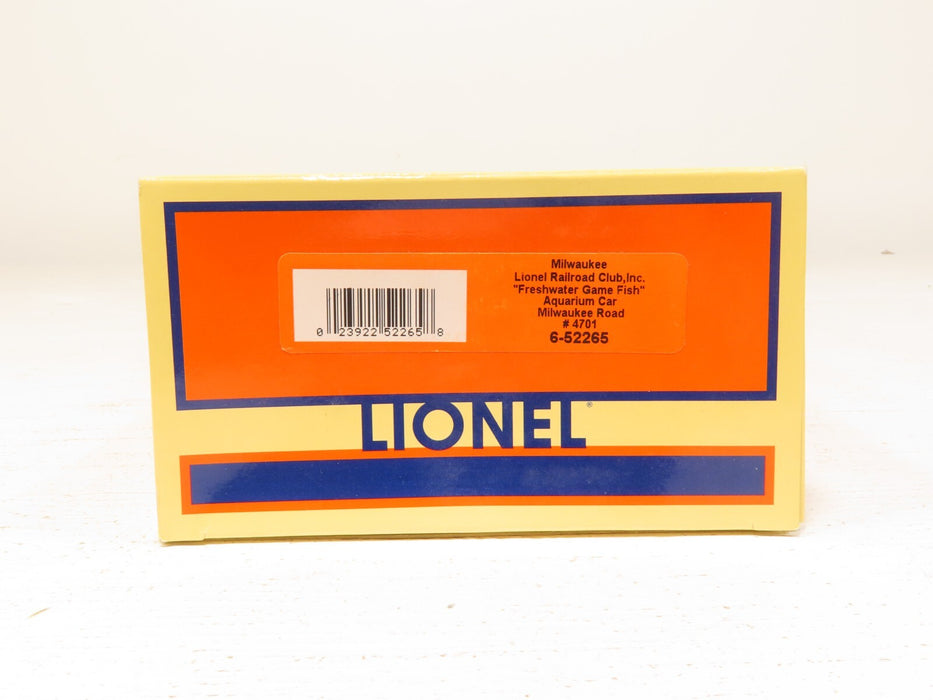 Milwaukee
Lionel Railroad Club,Inc.
"Freshwater Game Fish"
Aquarium Car
Milwaukee Road
# 4701
6-52265
0 23922 52265 8
LIONEL®